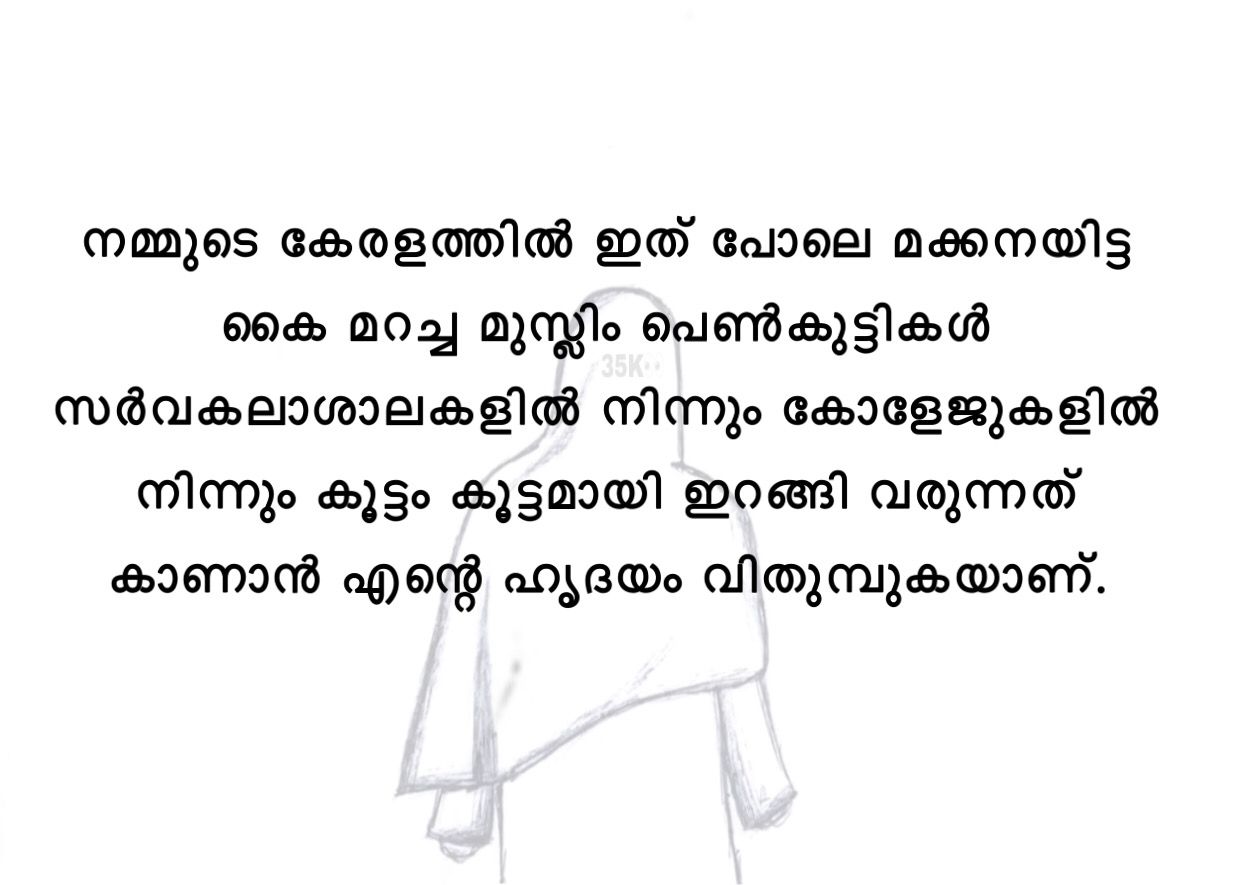 നമ്മുടെ കേരളത്തിൽ ഇത് പോലെ മക്കനയിട്ട
കൈ മറച്ച മുസ്ലിം പെൺകുട്ടികൾ
35K
സർവകലാശാലകളിൽ നിന്നും കോളേജുകളിൽ
നിന്നും കൂട്ടം കൂട്ടമായി ഇറങ്ങി വരുന്നത്
കാണാൻ എന്റെ ഹൃദയം വിതുമ്പുകയാണ്.